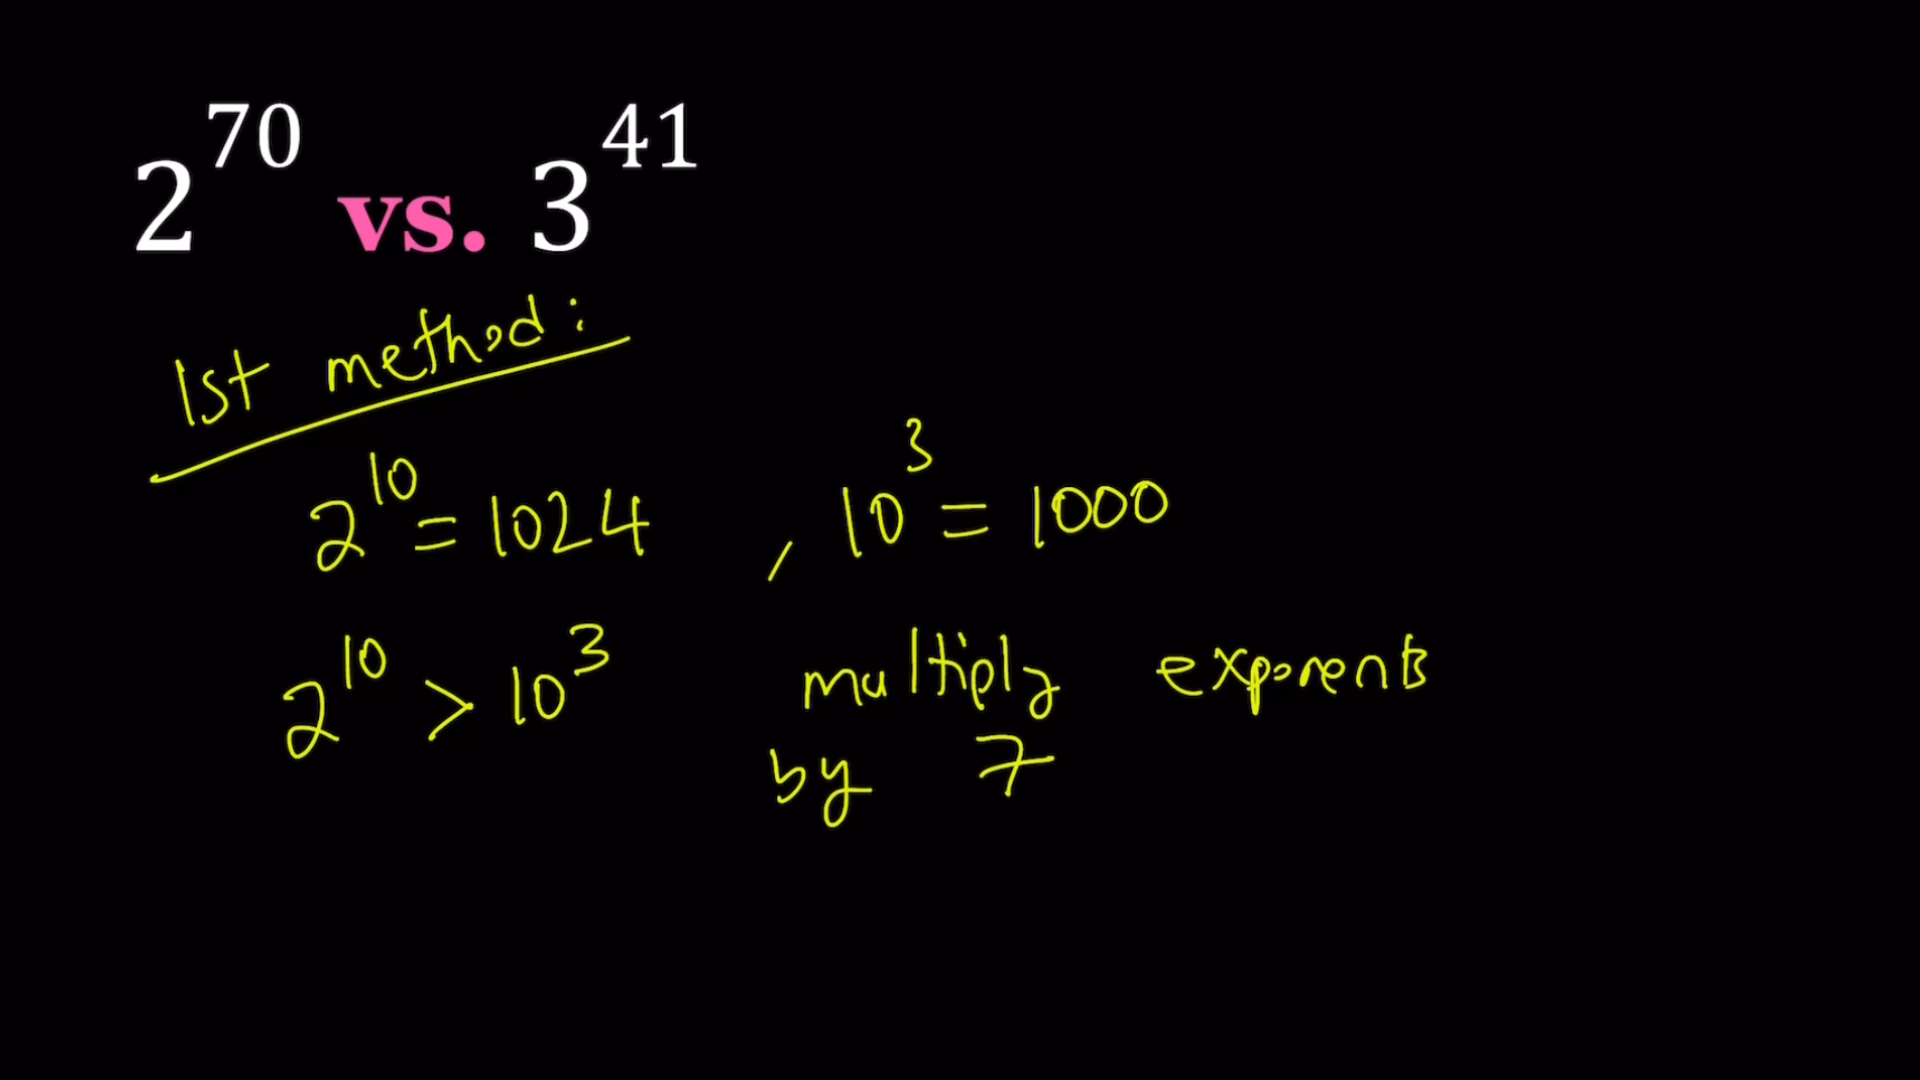 2^70 vs. 3^41
1st method:
2^10 = 1024 , 10^3 = 1000
2^10 > 10^3 multiply exponents
by 7